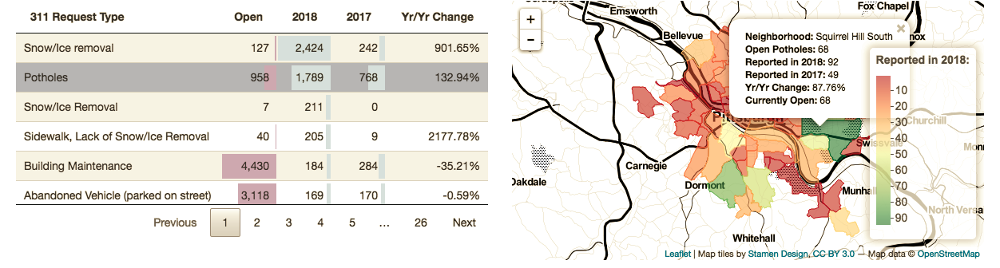 311 Request Type Open 2018 2017 Yr/Yr Change
Snow/Ice removal 127 2,424 242 901.65%
Potholes 958 1,789 768 132.94%
Snow/Ice Removal 7 211 0
Sidewalk, Lack of Snow/Ice Removal 40 205 9 2177.78%
Building Maintenance 4,430 184 284 -35.21%
Abandoned Vehicle (parked on street) 3,118 169 170 -0.59%
Previous 1 2 3 4 5 ... 26 Next
+
−
Emsworth
Fox Chapel
Bellevue
×
Neighborhood: Squirrel Hill South
Open Potholes: 68
Reported in 2018: 92
Reported in 2017: 49
Yr/Yr Change: 87.76%
Currently Open: 68
Reported in 2018:
10
20
30
40
50
60
70
80
90
Pittsburgh
Churchill
Swissvale
Carnegie
Oakdale
Dormont
Whitehall
Leaflet | Map tiles by Stamen Design, CC BY 3.0 — Map data © OpenStreetMap